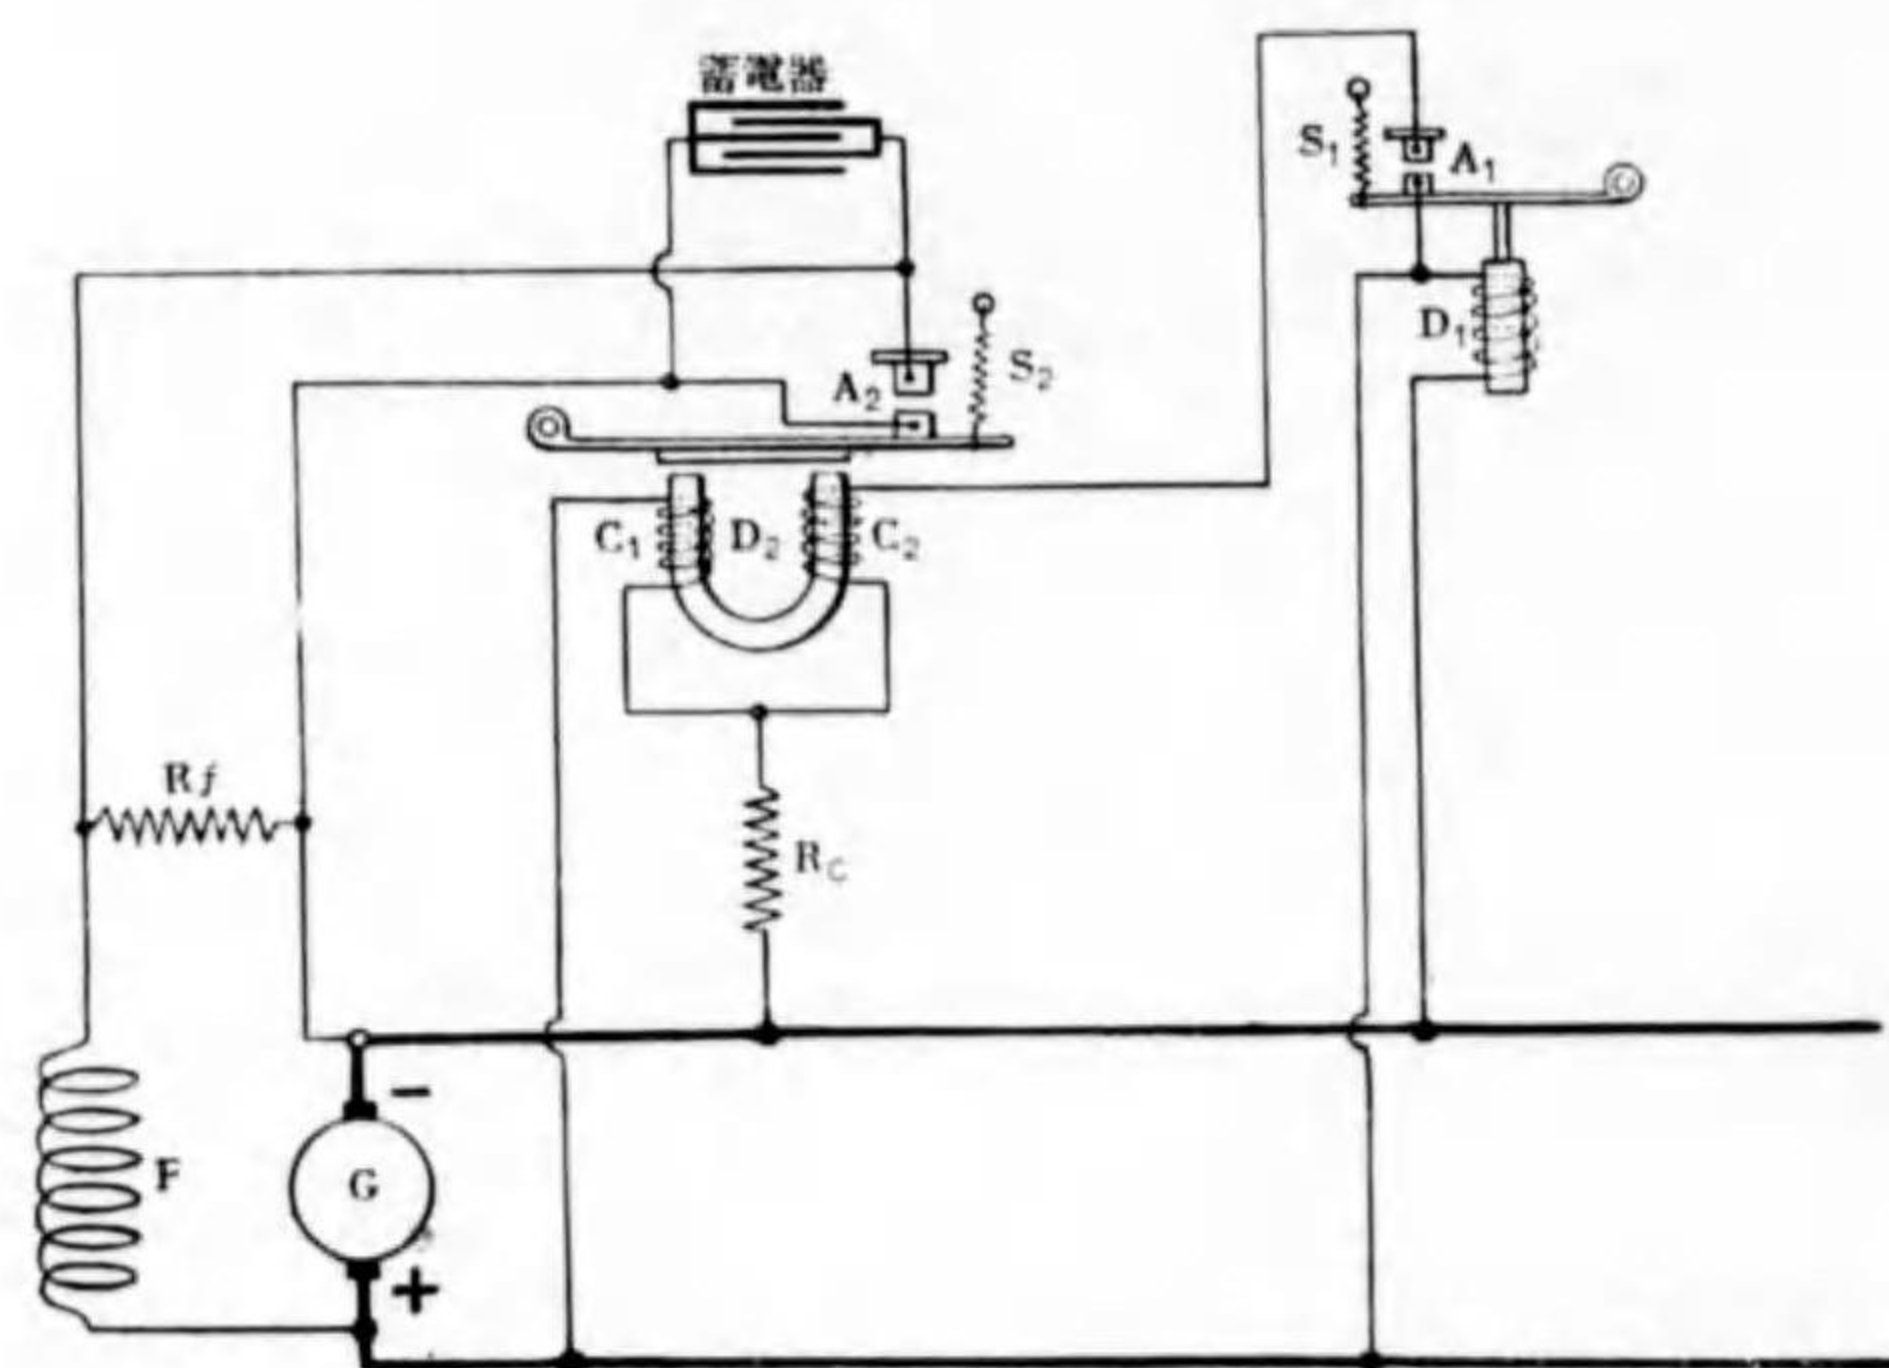 蓄電器
S₁
A₁
D₁
S₂
A₂
C₁
D₂
C₂
Rf
Rc
−
F
G
+